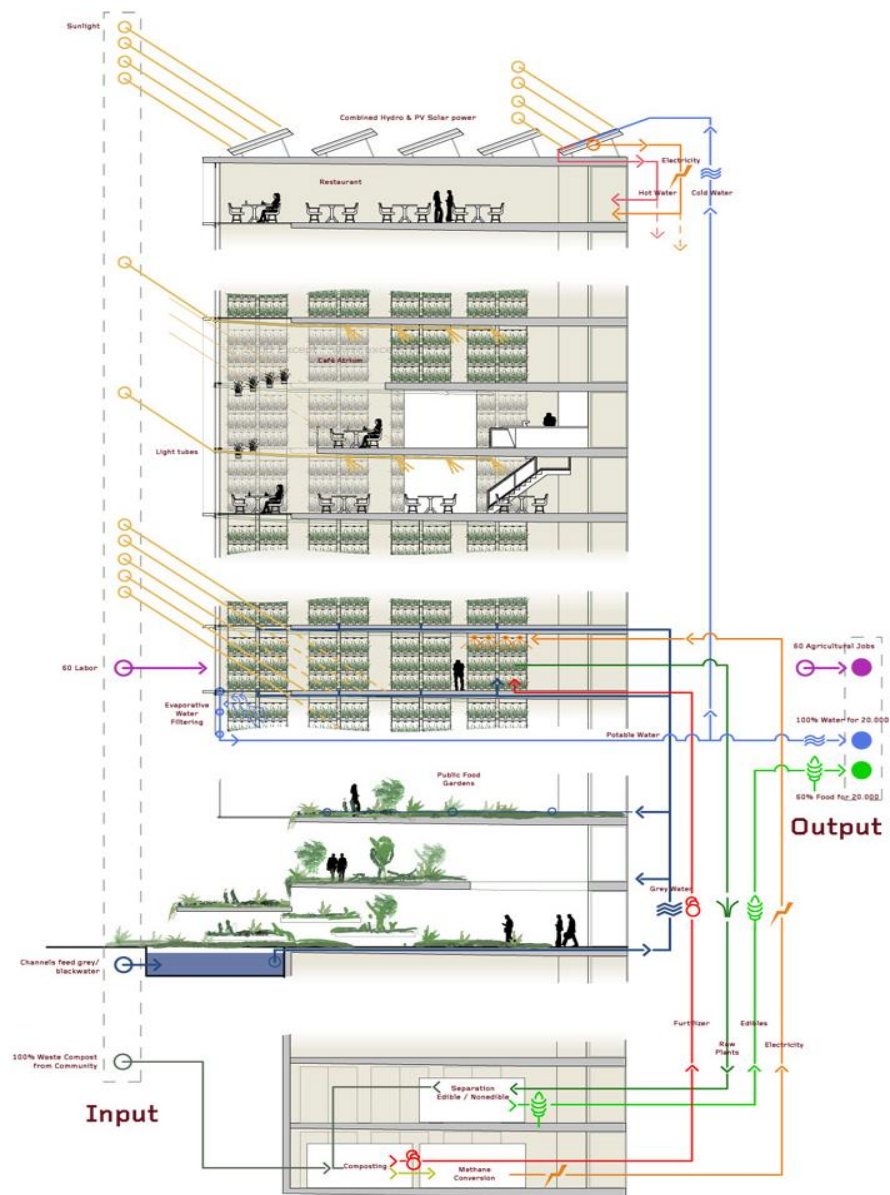 Sunlight
Combined Hydro & PV Solar power
Electricity
Restaurant
Hot Water
Cold Water
Café Atrium
Light tubes
60 Labor
60 Agricultural Jobs
Evaporative
Water
Filtering
100% Water for 20.000
Potable Water
Public Food
Gardens
60% Food for 20.000
Output
Grey Water
Channels feed grey/
blackwater
Furtilizer
Edibles
Raw
Plants
Electricity
100% Waste Compost
from Community
Separation
Edible / Nonedible
Input
Composting
Methane
Conversion